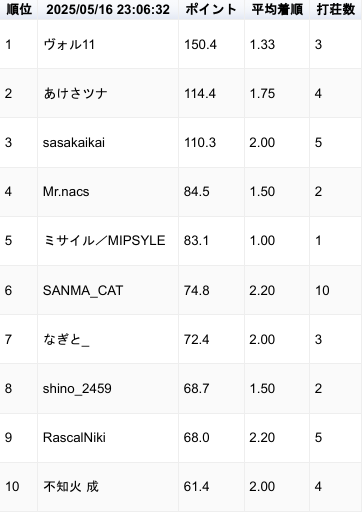 順位 2025/05/16 23:06:32 ポイント 平均着順 打荘数
1 ヴォル11 150.4 1.33 3
2 あけさツナ 114.4 1.75 4
3 sasakaikai 110.3 2.00 5
4 Mr.nacs 84.5 1.50 2
5 ミサイル／MIPSYLE 83.1 1.00 1
6 SANMA_CAT 74.8 2.20 10
7 なぎと_ 72.4 2.00 3
8 shino_2459 68.7 1.50 2
9 RascalNiki 68.0 2.20 5
10 不知火 成 61.4 2.00 4